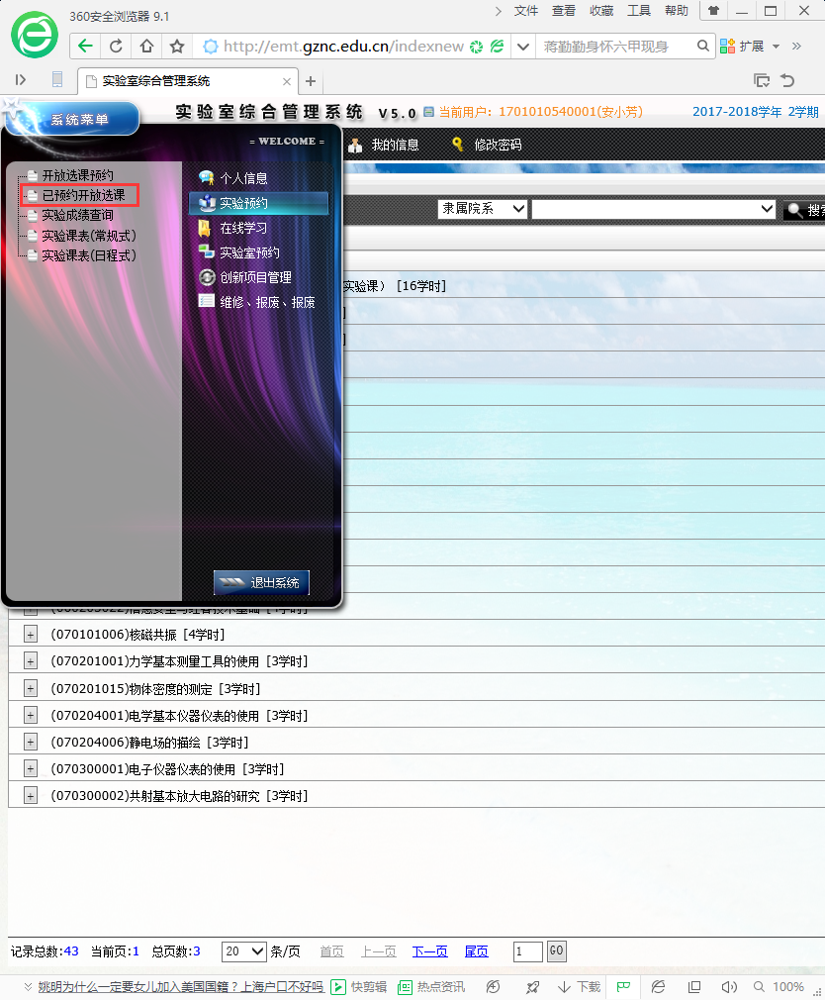 360安全浏览器 9.1
文件 查看 收藏 工具 帮助
http://emt.gznc.edu.cn/indexnew
蒋勤勤身怀六甲现身
扩展
实验室综合管理系统
系统菜单
实验室综合管理系统 V5.0
当前用户：1701010540001(安小芳)
2017-2018学年 2学期
= WELCOME =
我的信息
修改密码
开放选课预约
已预约开放选课
实验成绩查询
实验课表(常规式)
实验课表(日程式)
个人信息
实验预约
在线学习
实验室预约
创新项目管理
维修、报废、报废
退出系统
隶属院系
搜索
实验课） [16学时]
]
]
(070101006)核磁共振 [4学时]
(070201001)力学基本测量工具的使用 [3学时]
(070201015)物体密度的测定 [3学时]
(070204001)电学基本仪器仪表的使用 [3学时]
(070204006)静电场的描绘 [3学时]
(070300001)电子仪器仪表的使用 [3学时]
(070300002)共射基本放大电路的研究 [3学时]
记录总数:43 当前页:1 总页数:3 20 条/页 首页 上一页 下一页 尾页 1 GO
姚明为什么一定要女儿加入美国国籍？上海户口不好吗 快剪辑 热点资讯 下载 100%